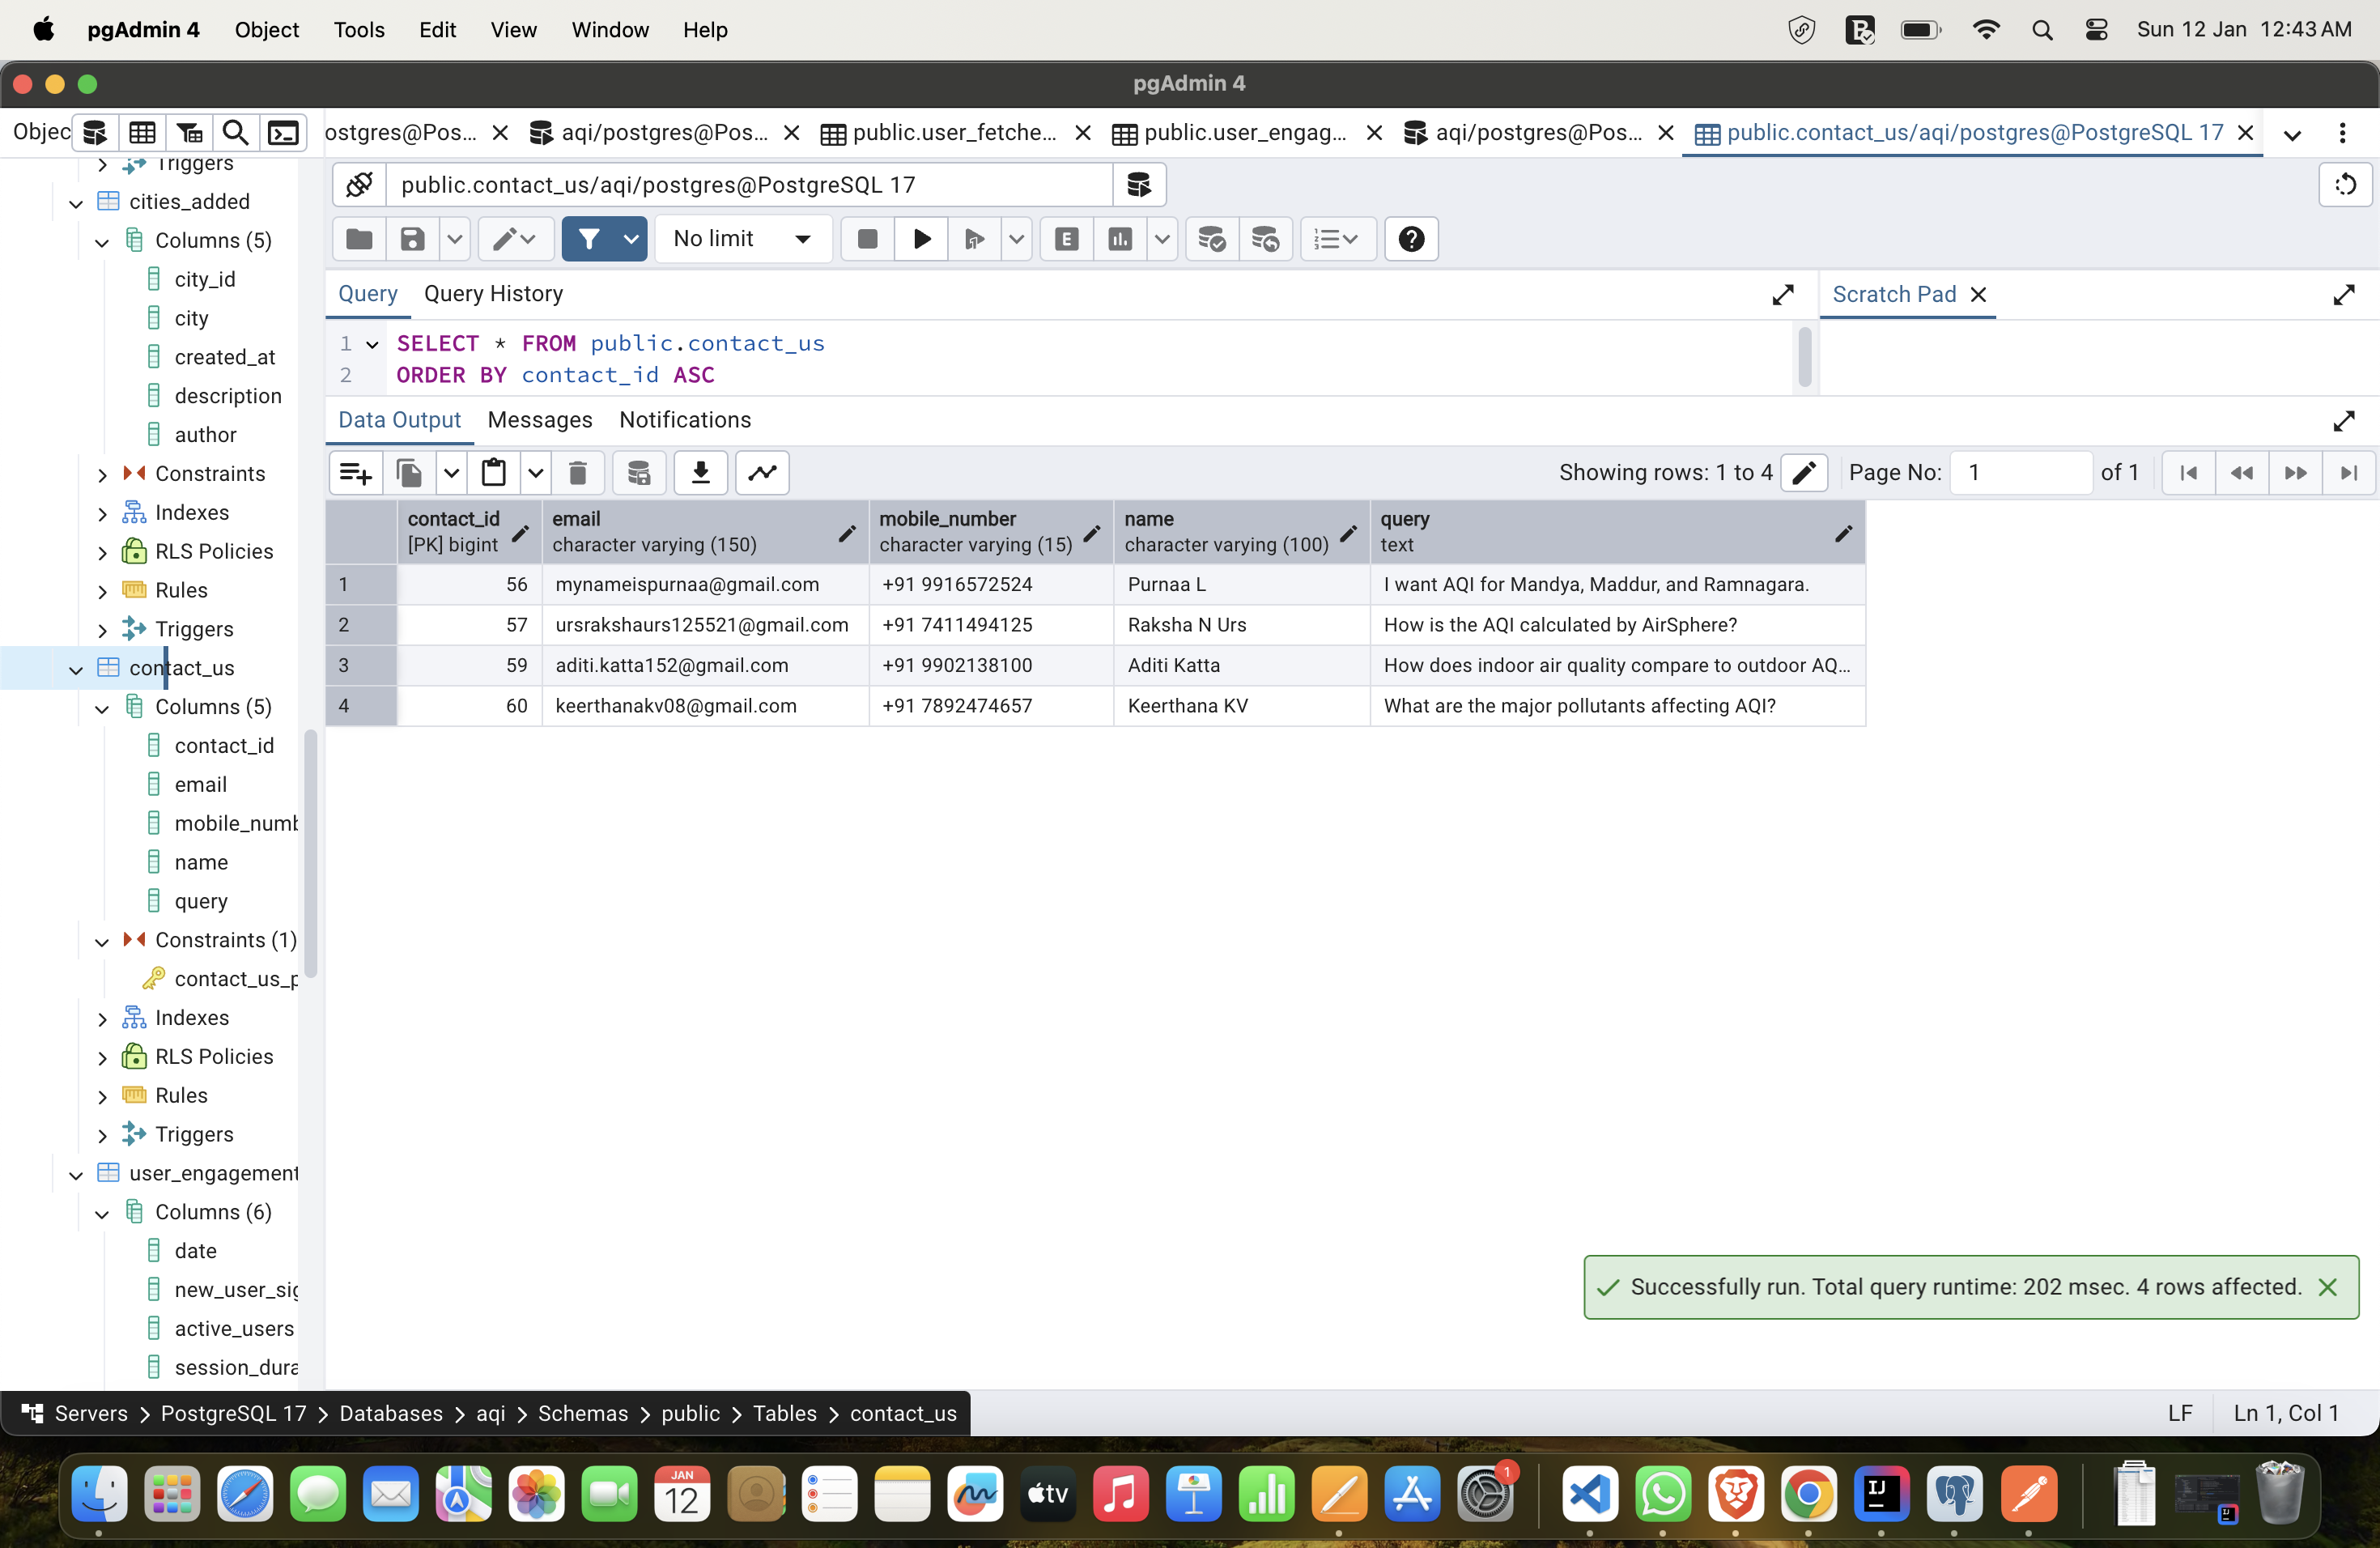 pgAdmin 4 Object Tools Edit View Window Help Sun 12 Jan 12:43 AM
pgAdmin 4
Objec ostgres@Pos... aqi/postgres@Pos... public.user_fetche... public.user_engag... aqi/postgres@Pos... public.contact_us/aqi/postgres@PostgreSQL 17
Triggers
cities_added
Columns (5)
city_id
city
created_at
description
author
Constraints
Indexes
RLS Policies
Rules
Triggers
contact_us
Columns (5)
contact_id
email
mobile_numb
name
query
Constraints (1)
contact_us_p
Indexes
RLS Policies
Rules
Triggers
user_engagement
Columns (6)
date
new_user_sig
active_users
session_dura
public.contact_us/aqi/postgres@PostgreSQL 17
No limit E
Query Query History Scratch Pad
1 SELECT * FROM public.contact_us
2 ORDER BY contact_id ASC
Data Output Messages Notifications
Showing rows: 1 to 4 Page No: 1 of 1
contact_id email mobile_number name query
[PK] bigint character varying (150) character varying (15) character varying (100) text
1 56 mynameispurnaa@gmail.com +91 9916572524 Purnaa L I want AQI for Mandya, Maddur, and Ramnagara.
2 57 ursrakshaurs125521@gmail.com +91 7411494125 Raksha N Urs How is the AQI calculated by AirSphere?
3 59 aditi.katta152@gmail.com +91 9902138100 Aditi Katta How does indoor air quality compare to outdoor AQ...
4 60 keerthanakv08@gmail.com +91 7892474657 Keerthana KV What are the major pollutants affecting AQI?
Successfully run. Total query runtime: 202 msec. 4 rows affected.
Servers PostgreSQL 17 Databases aqi Schemas public Tables contact_us LF Ln 1, Col 1
JAN
12
tv
1
IJ